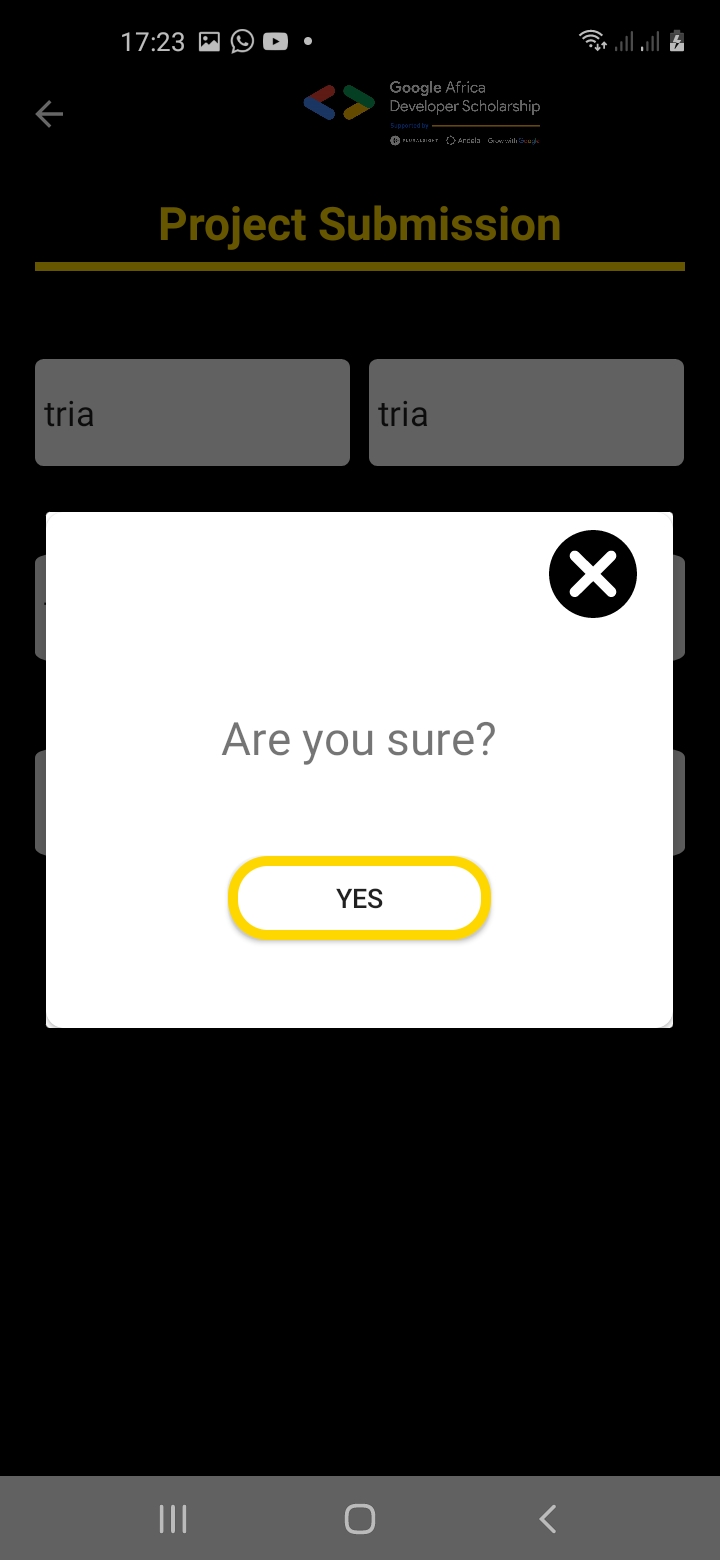 17:23
Google Africa
Developer Scholarship
Supported by
PLURALSIGHT Andela Grow with Google
Project Submission
tria tria
Are you sure?
YES